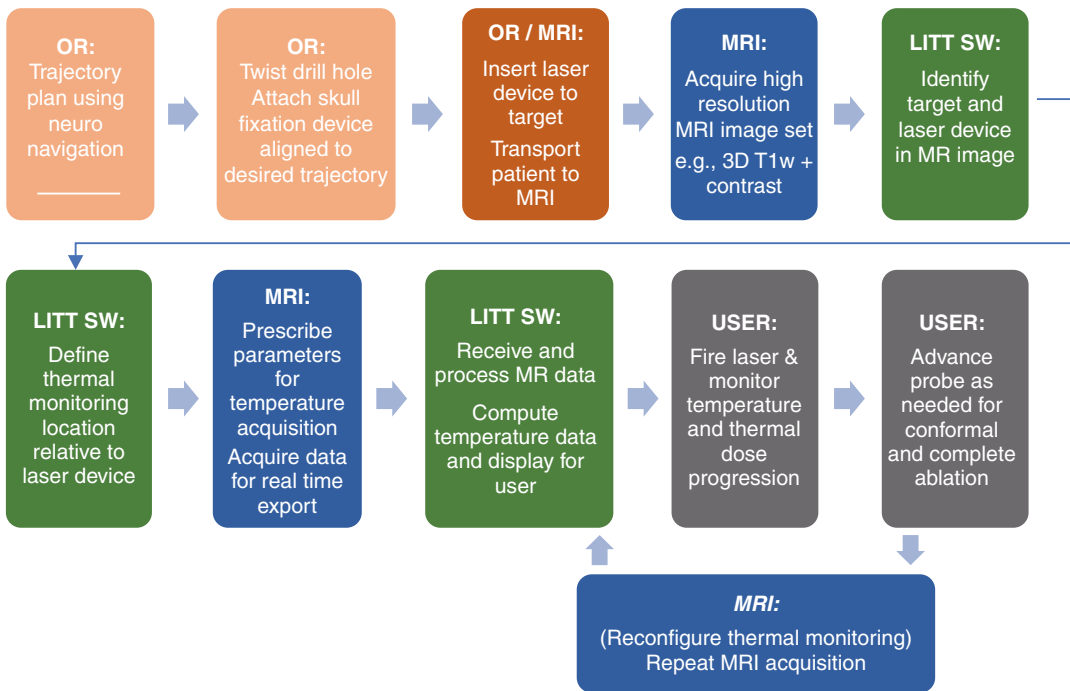 OR:
Trajectory
plan using
neuro
navigation
OR:
Twist drill hole
Attach skull
fixation device
aligned to
desired trajectory
OR / MRI:
Insert laser
device to
target
Transport
patient to
MRI
MRI:
Acquire high
resolution
MRI image set
e.g., 3D T1w +
contrast
LITT SW:
Identify
target and
laser device
in MR image
LITT SW:
Define
thermal
monitoring
location
relative to
laser device
MRI:
Prescribe
parameters
for
temperature
acquisition
Acquire data
for real time
export
LITT SW:
Receive and
process MR data
Compute
temperature data
and display for
user
USER:
Fire laser &
monitor
temperature
and thermal
dose
progression
USER:
Advance
probe as
needed for
conformal
and complete
ablation
MRI:
(Reconfigure thermal monitoring)
Repeat MRI acquisition